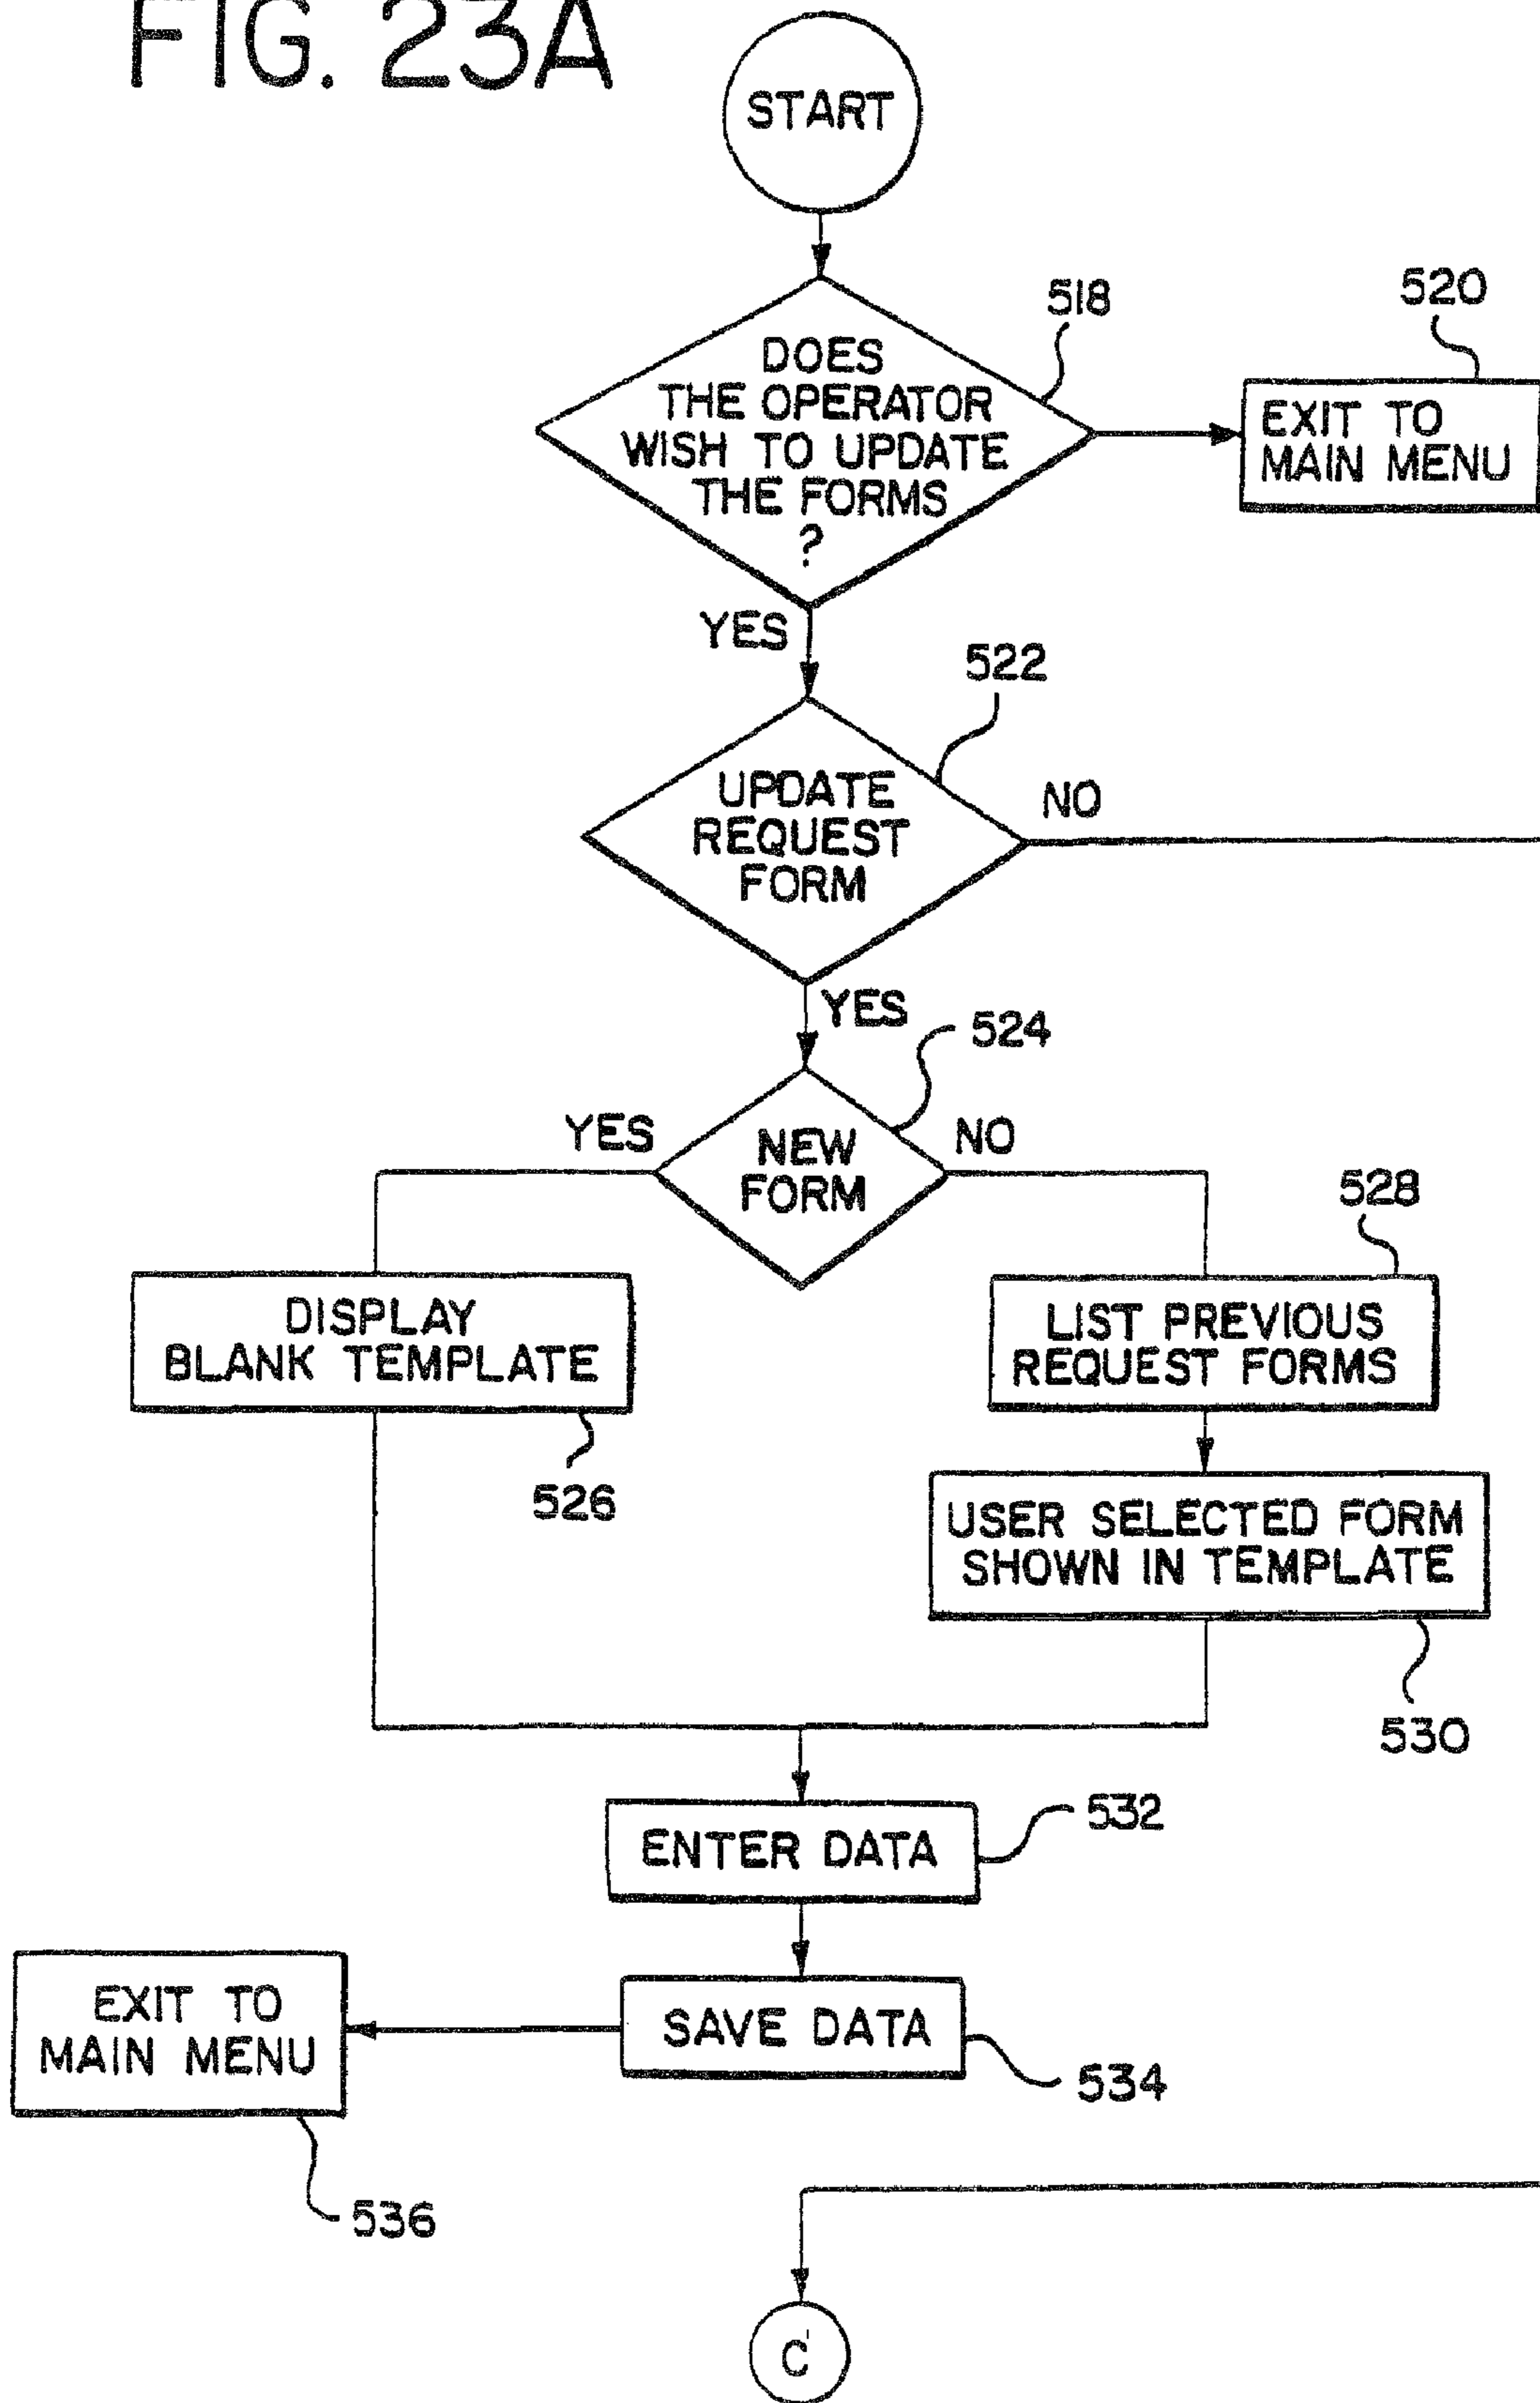 FIG. 23A
START
518
520
DOES
THE OPERATOR
WISH TO UPDATE
THE FORMS
?
EXIT TO
MAIN MENU
YES
522
UPDATE
REQUEST
FORM
NO
YES
524
YES
NEW
FORM
NO
528
DISPLAY
BLANK TEMPLATE
LIST PREVIOUS
REQUEST FORMS
526
USER SELECTED FORM
SHOWN IN TEMPLATE
530
532
ENTER DATA
EXIT TO
MAIN MENU
SAVE DATA
534
536
C'